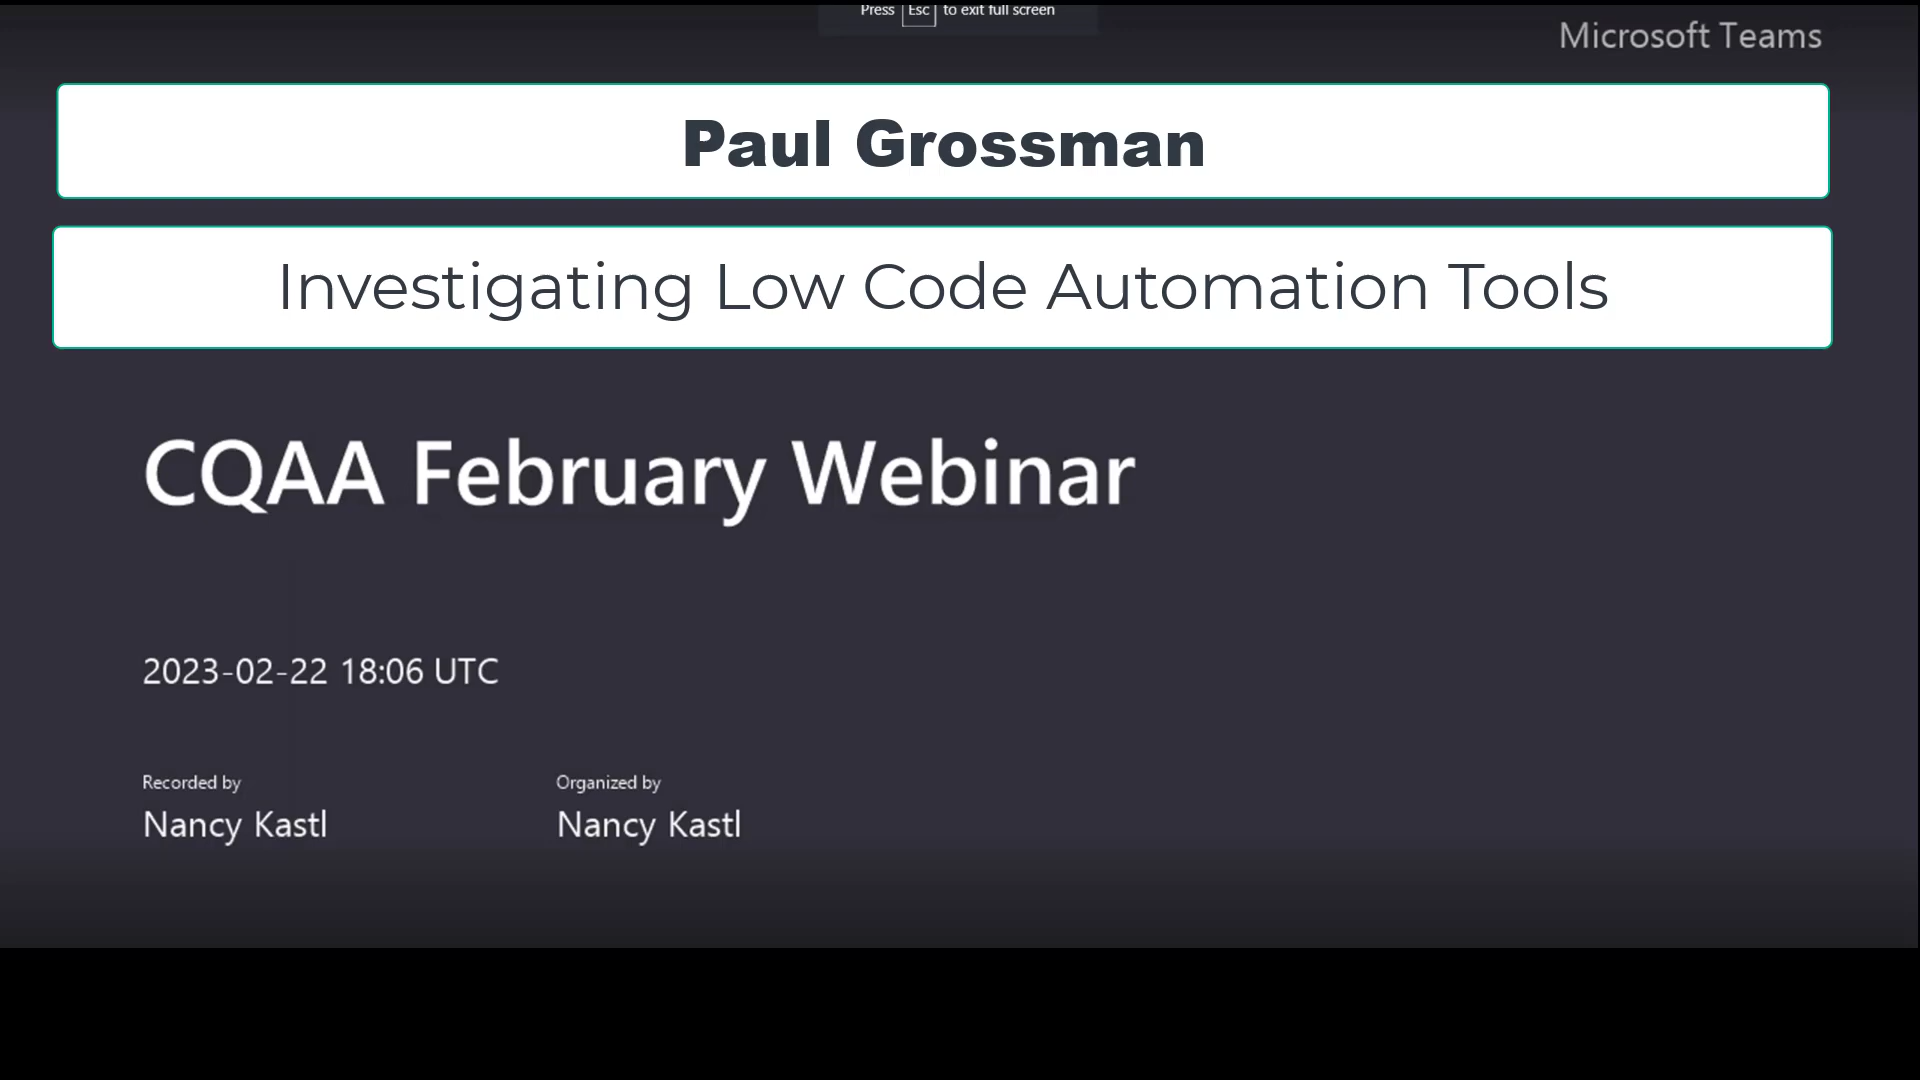 Press Esc to exit full screen
Microsoft Teams
Paul Grossman
Investigating Low Code Automation Tools
CQAA February Webinar
2023-02-22 18:06 UTC
Recorded by
Nancy Kastl
Organized by
Nancy Kastl